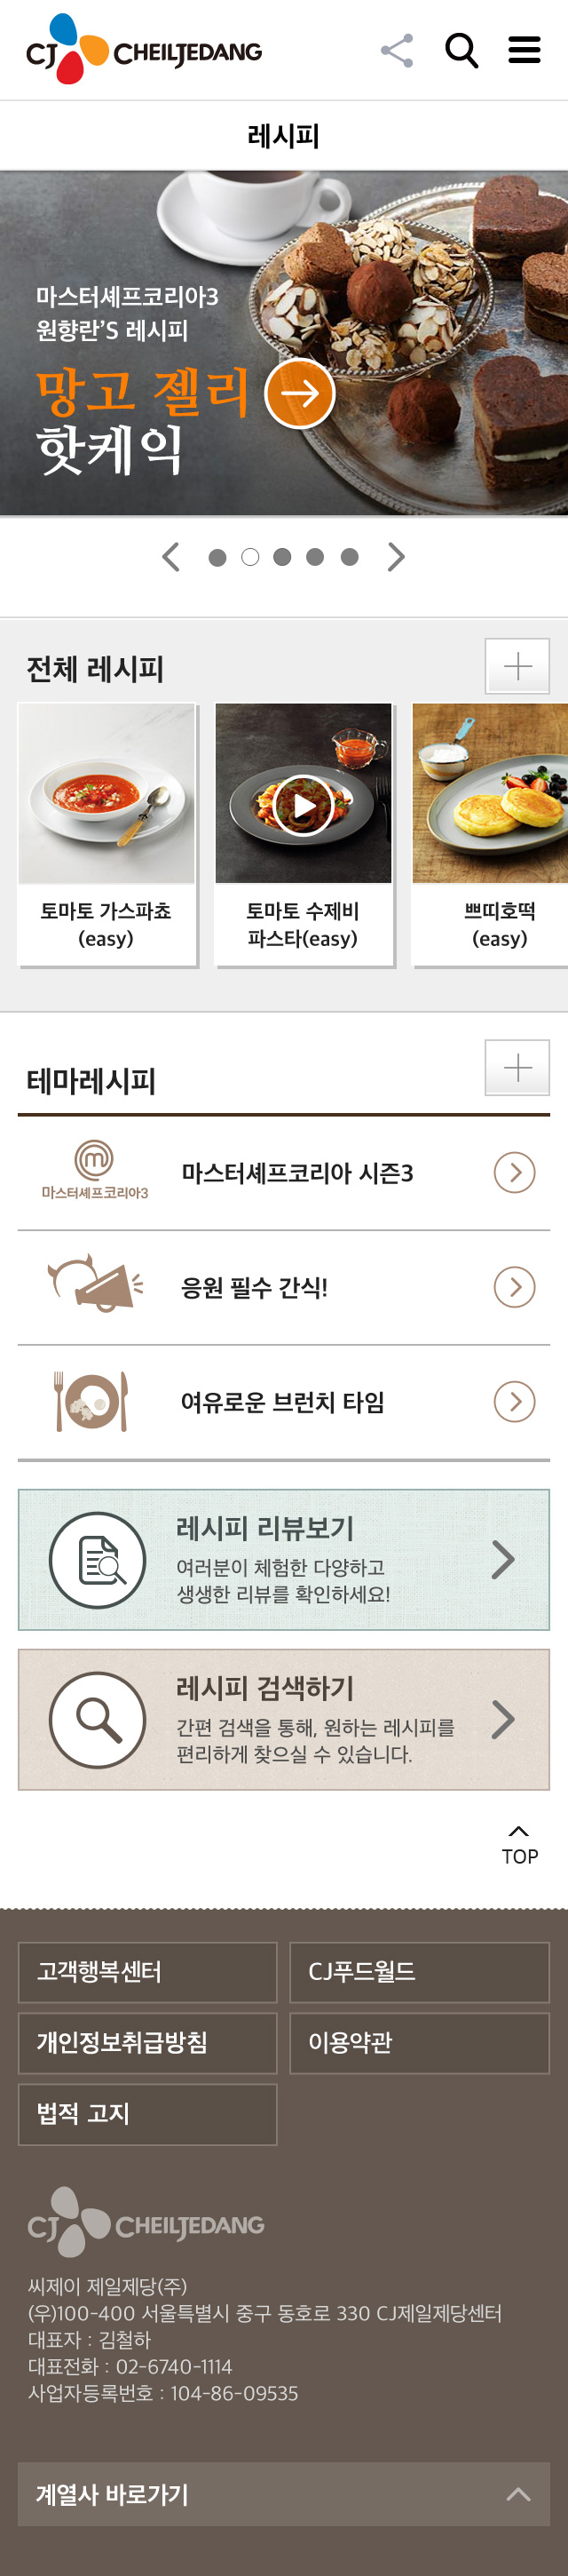 CJ CHEILJEDANG
레시피
마스터셰프코리아3
원향란'S 레시피
망고 젤리
핫케익
전체 레시피
토마토 가스파쵸
(easy)
토마토 수제비
파스타(easy)
쁘띠호떡
(easy)
테마레시피
마스터셰프코리아3
마스터셰프코리아 시즌3
응원 필수 간식!
여유로운 브런치 타임
레시피 리뷰보기
여러분이 체험한 다양하고
생생한 리뷰를 확인하세요!
레시피 검색하기
간편 검색을 통해, 원하는 레시피를
편리하게 찾으실 수 있습니다.
TOP
고객행복센터
CJ푸드월드
개인정보취급방침
이용약관
법적 고지
CJ CHEILJEDANG
씨제이 제일제당(주)
(우)100-400 서울특별시 중구 동호로 330 CJ제일제당센터
대표자 : 김철하
대표전화 : 02-6740-1114
사업자등록번호 : 104-86-09535
계열사 바로가기